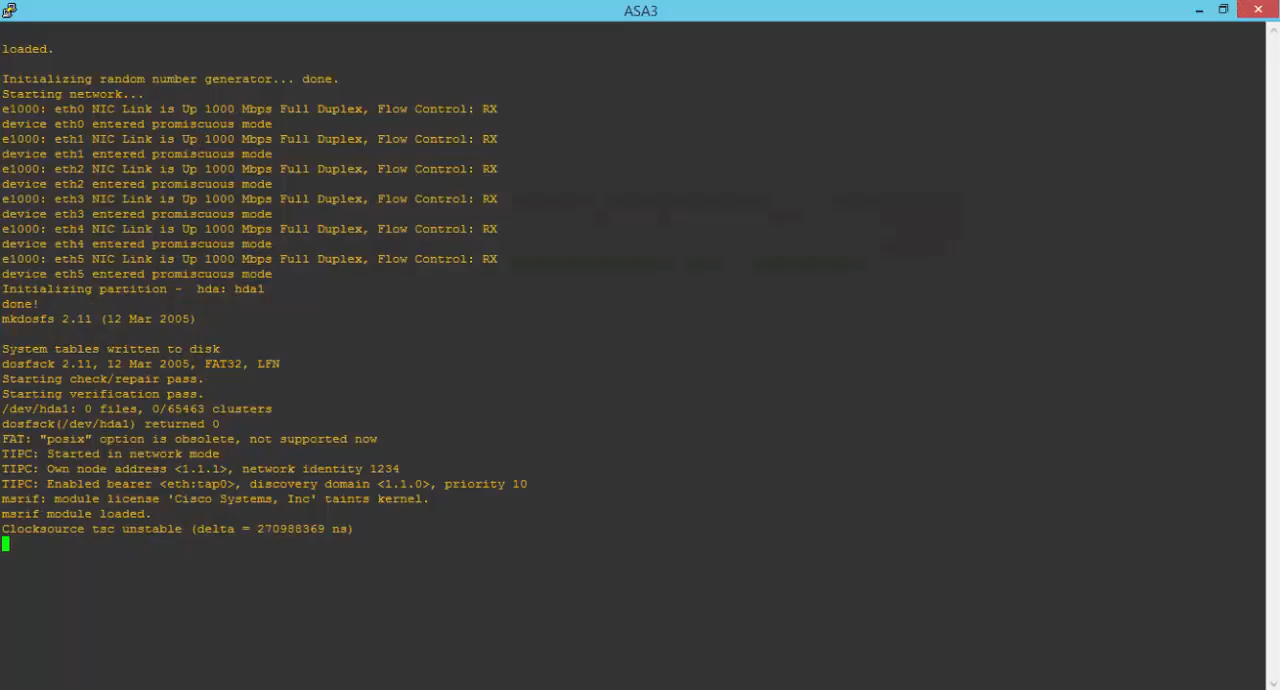 ASA3
loaded.
Initializing random number generator... done.
Starting network...
e1000: eth0 NIC Link is Up 1000 Mbps Full Duplex, Flow Control: RX
device eth0 entered promiscuous mode
e1000: eth1 NIC Link is Up 1000 Mbps Full Duplex, Flow Control: RX
device eth1 entered promiscuous mode
e1000: eth2 NIC Link is Up 1000 Mbps Full Duplex, Flow Control: RX
device eth2 entered promiscuous mode
e1000: eth3 NIC Link is Up 1000 Mbps Full Duplex, Flow Control: RX
device eth3 entered promiscuous mode
e1000: eth4 NIC Link is Up 1000 Mbps Full Duplex, Flow Control: RX
device eth4 entered promiscuous mode
e1000: eth5 NIC Link is Up 1000 Mbps Full Duplex, Flow Control: RX
device eth5 entered promiscuous mode
Initializing partition -  hda: hda1
done!
mkdosfs 2.11 (12 Mar 2005)
System tables written to disk
dosfsck 2.11, 12 Mar 2005, FAT32, LFN
Starting check/repair pass.
Starting verification pass.
/dev/hda1: 0 files, 0/65463 clusters
dosfsck(/dev/hda1) returned 0
FAT: "posix" option is obsolete, not supported now
TIPC: Started in network mode
TIPC: Own node address <1.1.1>, network identity 1234
TIPC: Enabled bearer <eth:tap0>, discovery domain <1.1.0>, priority 10
msrif: module license 'Cisco Systems, Inc' taints kernel.
msrif module loaded.
Clocksource tsc unstable (delta = 270988369 ns)